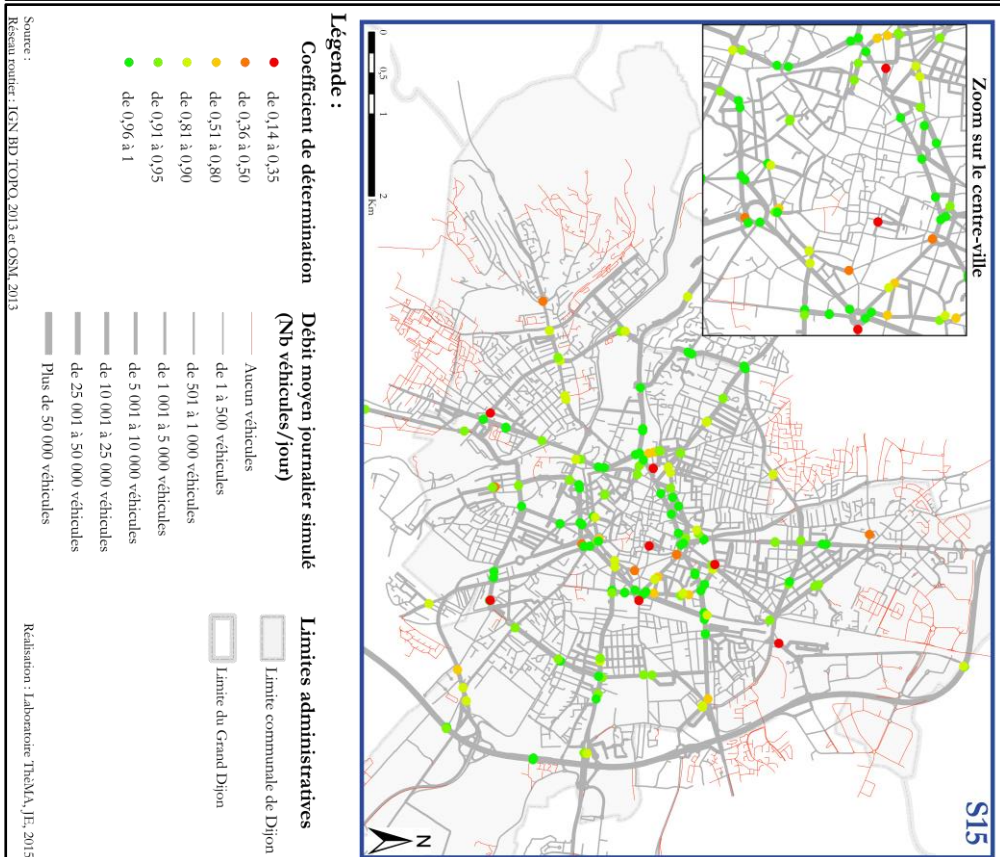 S15
Zoom sur le centre-ville
0
0,5
1
2
Km
N
Légende :
Coefficient de détermination
de 0,14 à 0,35
de 0,36 à 0,50
de 0,51 à 0,80
de 0,81 à 0,90
de 0,91 à 0,95
de 0,96 à 1
Débit moyen journalier simulé
(Nb véhicules/jour)
Aucun véhicules
de 1 à 500 véhicules
de 501 à 1 000 véhicules
de 1 001 à 5 000 véhicules
de 5 001 à 10 000 véhicules
de 10 001 à 25 000 véhicules
de 25 001 à 50 000 véhicules
Plus de 50 000 véhicules
Limites administratives
Limite communale de Dijon
Limite du Grand Dijon
Source :
Réseau routier : IGN BD TOPO, 2013 et OSM, 2013
Réalisation : Laboratoire ThéMA, JE, 2015